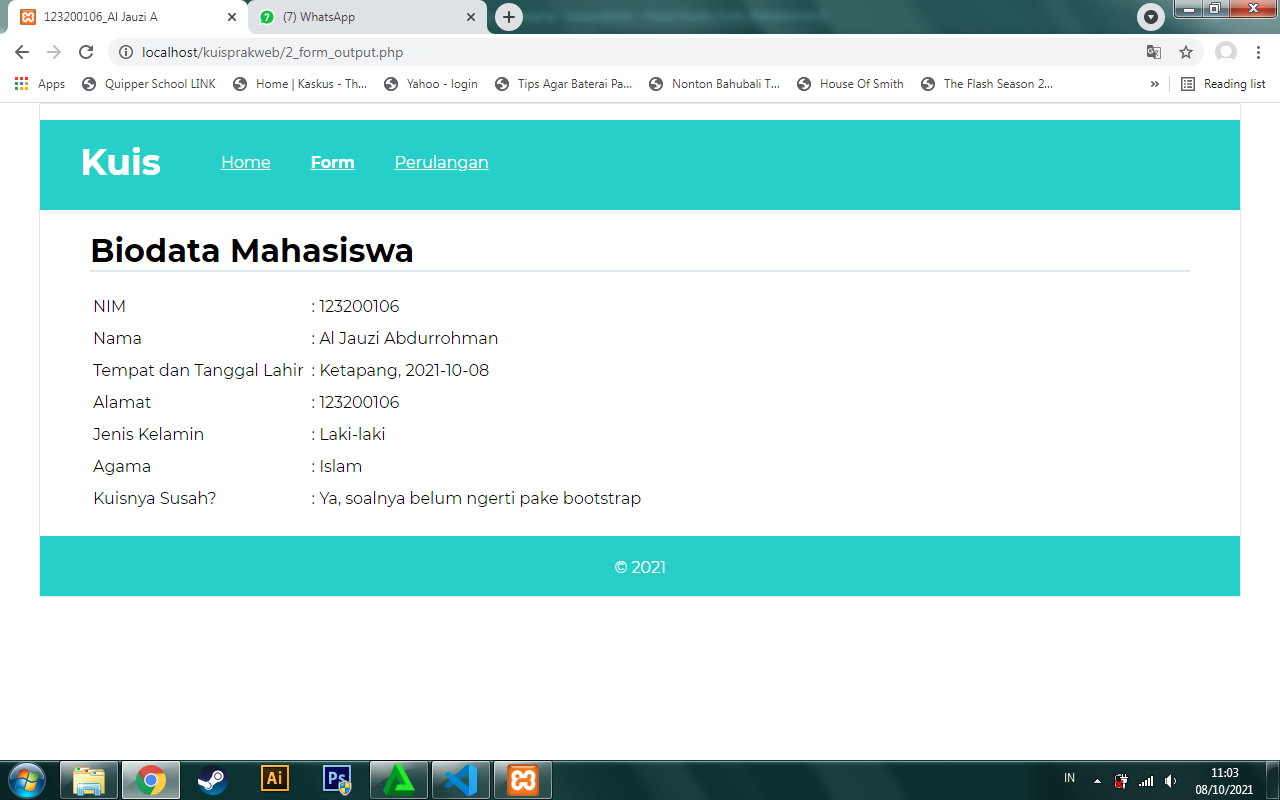 123200106_Al Jauzi A
7 (7) WhatsApp
localhost/kuisprakweb/2_form_output.php
Apps Quipper School LINK Home | Kaskus - Th... Yahoo - login Tips Agar Baterai Pa... Nonton Bahubali T... House Of Smith The Flash Season 2... » Reading list
Kuis Home Form Perulangan
Biodata Mahasiswa
NIM : 123200106
Nama : Al Jauzi Abdurrohman
Tempat dan Tanggal Lahir : Ketapang, 2021-10-08
Alamat : 123200106
Jenis Kelamin : Laki-laki
Agama : Islam
Kuisnya Susah? : Ya, soalnya belum ngerti pake bootstrap
© 2021
Ai Ps IN 11:03
08/10/2021